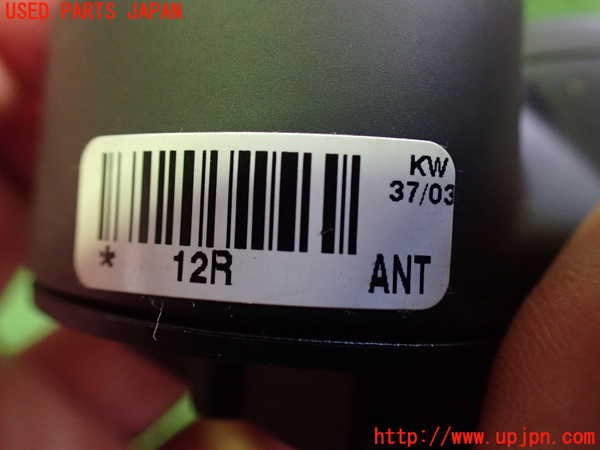 USED PARTS JAPAN
KW
37/03
* 12R
ANT
http://www.upjpn.com/